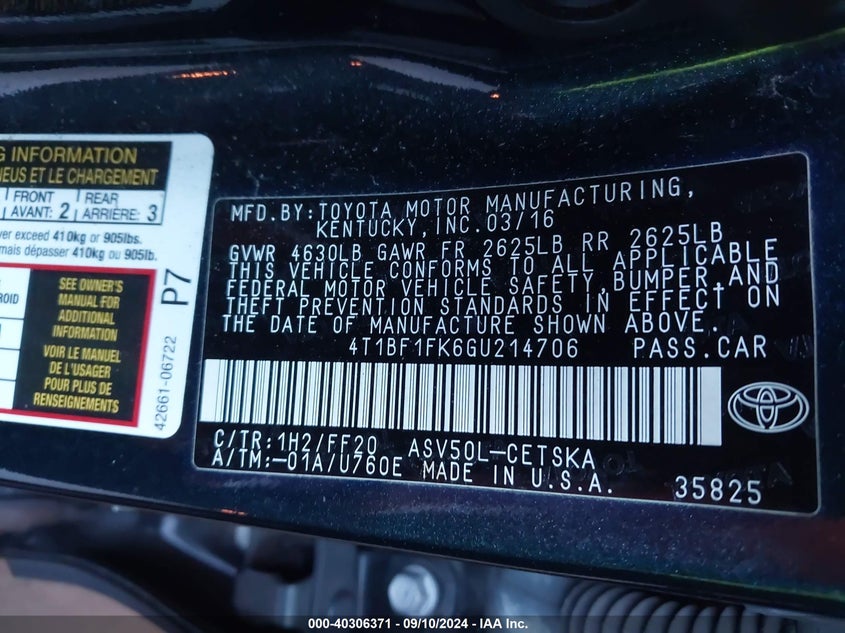 G INFORMATION
NEUS ET LE CHARGEMENT
FRONT
AVANT: 2
REAR
ARRIÈRE: 3
ver exceed 410kg or 905lbs.
mais dépasser 410kg ou 905lb.
SEE OWNER'S
MANUAL FOR
ADDITIONAL
INFORMATION
VOIR LE MANUEL
DE L'USAGER
POUR PLUS DE
RENSEIGNEMENTS
P7
42661-06722
MFD.BY:TOYOTA MOTOR MANUFACTURING,
KENTUCKY,INC.03/16
GVWR 4630LB GAWR FR 2625LB RR 2625LB
THIS VEHICLE CONFORMS TO ALL APPLICABLE
FEDERAL MOTOR VEHICLE SAFETY,BUMPER,AND
THEFT PREVENTION STANDARDS IN EFFECT ON
THE DATE OF MANUFACTURE SHOWN ABOVE.
4T1BF1FK6GU214706 PASS.CAR
C/TR:1H2/FF20 ASV50L-CETSKA
A/TM:-01A/U760E MADE IN U.S.A. 35825
000-40306371 - 09/10/2024 - IAA Inc.